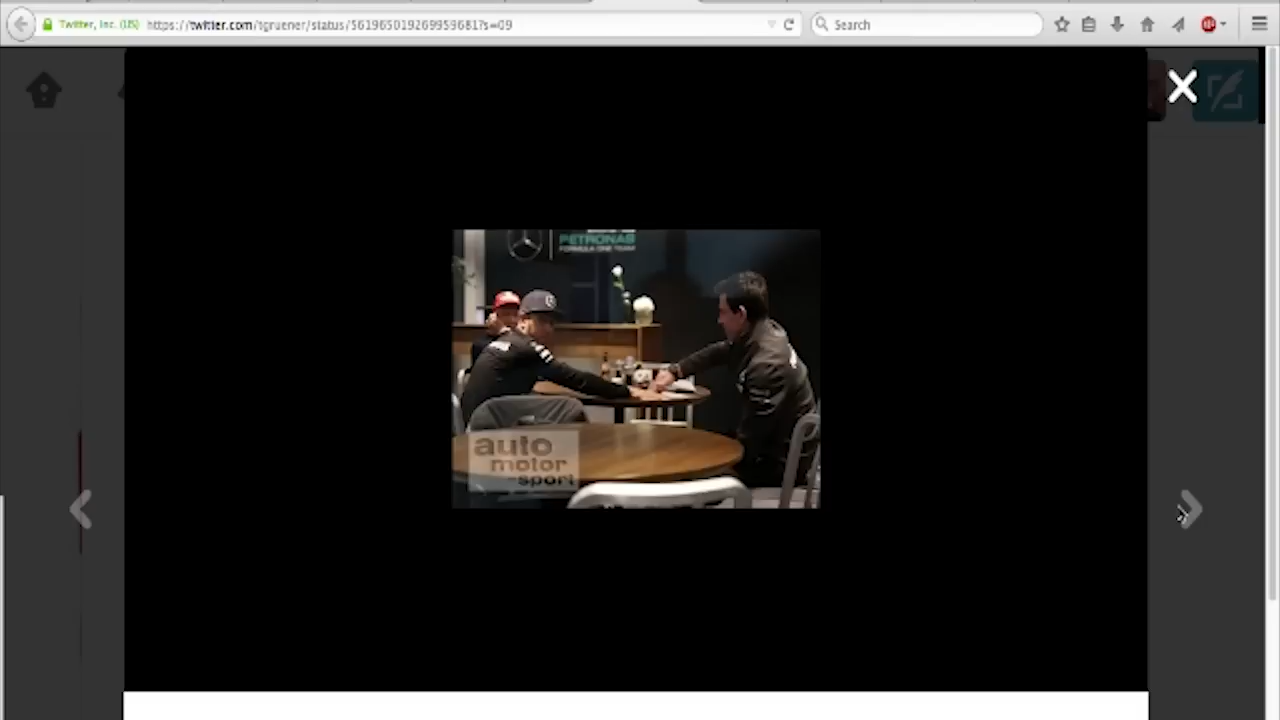 Twitter, Inc. (US) https://twitter.com/tgruener/status/561965019269959681?s=09
Search
PETRONAS
FORMULA ONE TEAM
auto
motor
sport